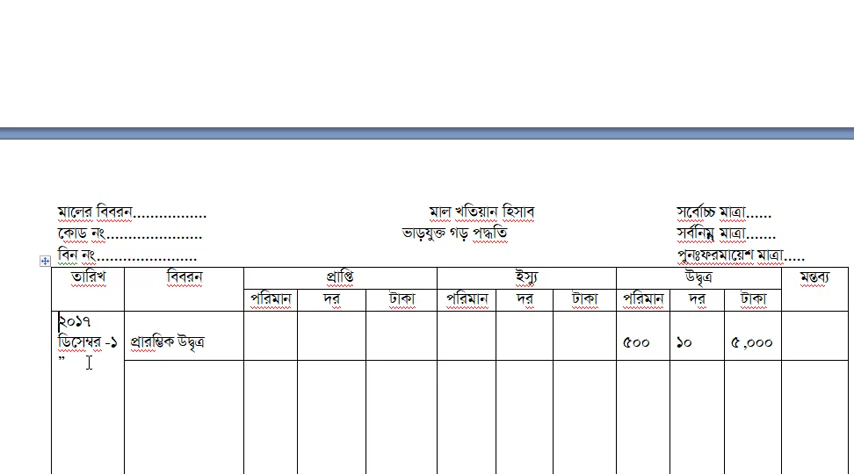 মালের বিবরন................. মাল খতিয়ান হিসাব সর্বোচ্চ মাত্রা......
কোড নং...................... ভাড়যুক্ত গড় পদ্ধতি সর্বনিম্ন মাত্রা.......
বিন নং....................... পুনঃফরমায়েশ মাত্রা.....
তারিখ বিবরন প্রাপ্তি ইস্যু উদ্বৃত্ত মন্তব্য
পরিমান দর টাকা পরিমান দর টাকা পরিমান দর টাকা
২০১৭
ডিসেম্বর -১ প্রারম্ভিক উদ্বৃত্ত ৫০০ ১০ ৫,০০০
”